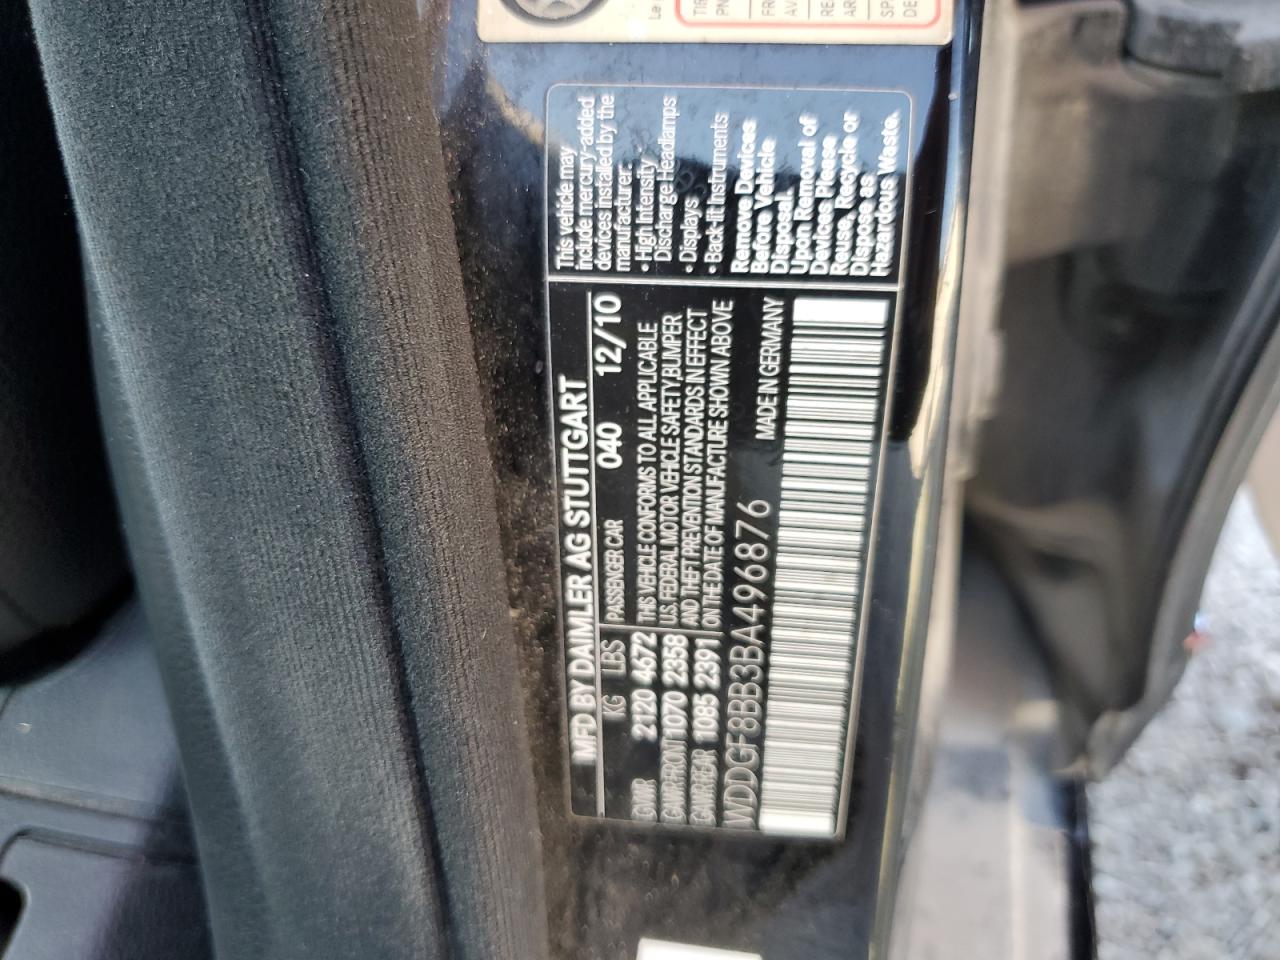 MFD BY DAIMLER AG STUTTGART
KG LBS PASSENGER CAR 040 12/10
GVWR 2120 4672
GAWR FRONT 1070 2358
GAWR REAR 1085 2391
THIS VEHICLE CONFORMS TO ALL APPLICABLE
U.S. FEDERAL MOTOR VEHICLE SAFETY, BUMPER
AND THEFT PREVENTION STANDARDS IN EFFECT
ON THE DATE OF MANUFACTURE SHOWN ABOVE
WDDGF8BB3BA496876 MADE IN GERMANY
This vehicle may
include mercury-added
devices installed by the
manufacturer:
• High Intensity
Discharge Headlamps
• Displays
• Back-lit Instruments
Remove Devices
Before Vehicle
Disposal.
Upon Removal of
Devices Please
Reuse, Recycle or
Dispose as
Hazardous Waste.